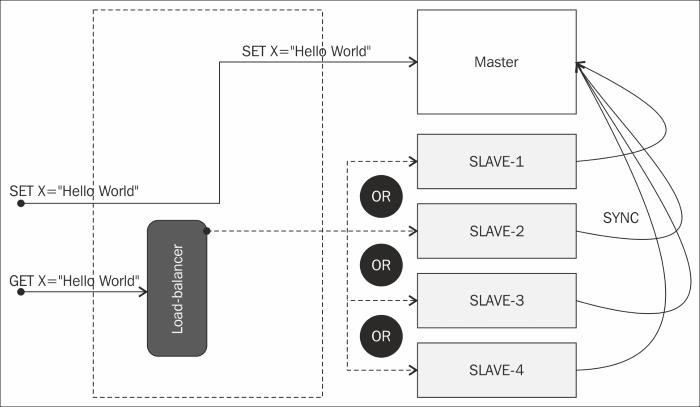 SET X="Hello World"
Master
SLAVE-1
SET X="Hello World"
OR
SLAVE-2
SYNC
GET X="Hello World"
Load-balancer
OR
SLAVE-3
OR
SLAVE-4